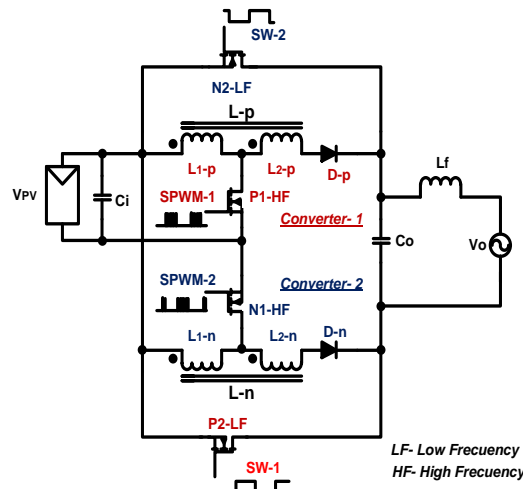 SW-2
N2-LF
L-p
L1-p
L2-p
D-p
Lf
VPV
Ci
SPWM-1
P1-HF
Converter- 1
Co
Vo
SPWM-2
Converter- 2
N1-HF
L1-n
L2-n
D-n
L-n
P2-LF
LF- Low Frecuency
HF- High Frecuency
SW-1